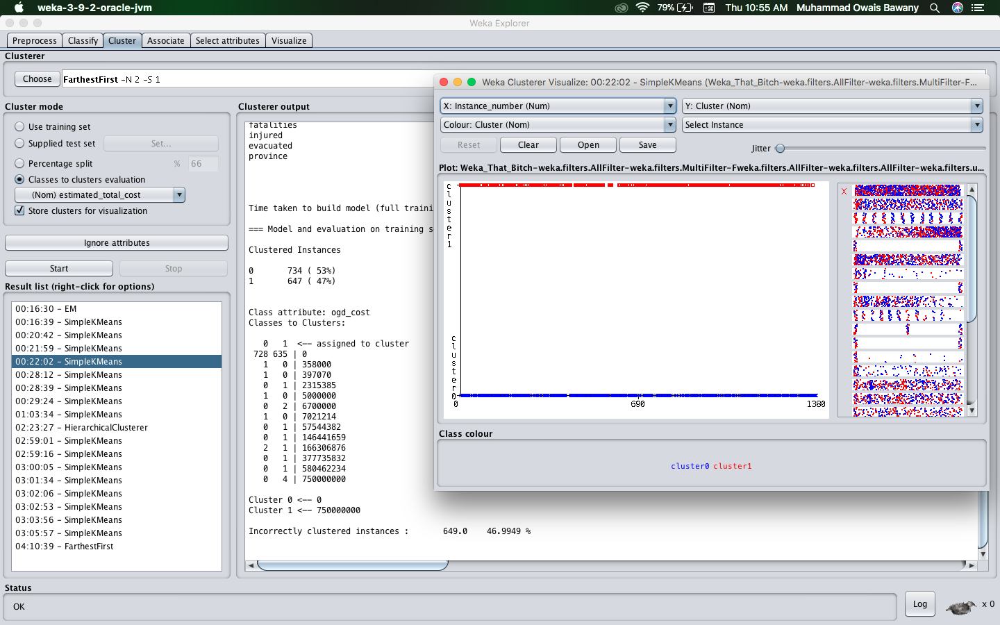 weka-3-9-2-oracle-jvm
79% Thu 10:55 AM Muhammad Owais Bawany
Weka Explorer
Preprocess Classify Cluster Associate Select attributes Visualize
Clusterer
Choose FarthestFirst -N 2 -S 1
Cluster mode
Use training set
Supplied test set Set...
Percentage split % 66
Classes to clusters evaluation
(Nom) estimated_total_cost
Store clusters for visualization
Ignore attributes
Start Stop
Result list (right-click for options)
00:16:30 - EM
00:16:39 - SimpleKMeans
00:20:42 - SimpleKMeans
00:21:59 - SimpleKMeans
00:22:02 - SimpleKMeans
00:28:12 - SimpleKMeans
00:28:39 - SimpleKMeans
00:29:24 - SimpleKMeans
01:03:34 - SimpleKMeans
02:23:27 - HierarchicalClusterer
02:59:01 - SimpleKMeans
02:59:16 - SimpleKMeans
03:00:05 - SimpleKMeans
03:01:34 - SimpleKMeans
03:02:06 - SimpleKMeans
03:02:53 - SimpleKMeans
03:03:56 - SimpleKMeans
03:05:57 - SimpleKMeans
04:10:39 - FarthestFirst
Clusterer output
fatalities
injured
evacuated
province
Time taken to build model (full traini
=== Model and evaluation on training s
Clustered Instances
0 734 ( 53%)
1 647 ( 47%)
Class attribute: ogd_cost
Classes to Clusters:
0 1 <-- assigned to cluster
728 635 | 0
1 0 | 358000
1 0 | 397070
0 1 | 2315385
1 0 | 5000000
0 2 | 6700000
1 0 | 7021214
0 1 | 57544382
0 1 | 146441659
2 1 | 166306876
0 1 | 377735832
0 1 | 580462234
0 4 | 750000000
Cluster 0 <-- 0
Cluster 1 <-- 750000000
Incorrectly clustered instances : 649.0 46.9949 %
Weka Clusterer Visualize: 00:22:02 - SimpleKMeans (Weka_That_Bitch-weka.filters.AllFilter-weka.filters.MultiFilter-F...
X: Instance_number (Num) Y: Cluster (Nom)
Colour: Cluster (Nom) Select Instance
Reset Clear Open Save Jitter
Plot: Weka_That_Bitch-weka.filters.AllFilter-weka.filters.MultiFilter-Fweka.filters.AllFilter-weka.filters.AllFilter-weka.filters.u...
cluster1
X
cluster0
0 690 1380
Class colour
cluster0 cluster1
Status
OK
Log x 0